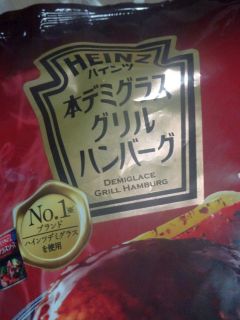 HEINZ
ハインツ
本デミグラス
グリル
ハンバーグ
DEMIGLACE
GRILL HAMBURG
No.1※
ブランド
ハインツデミグラス
を使用